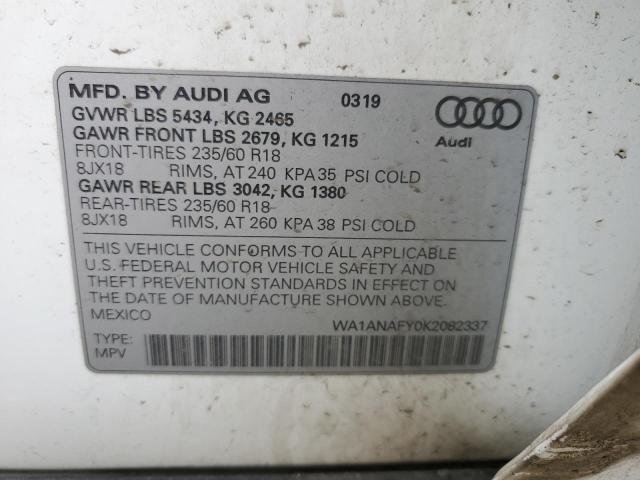 MFD. BY AUDI AG 0319
GVWR LBS 5434, KG 2465
GAWR FRONT LBS 2679, KG 1215
FRONT-TIRES 235/60 R18
8JX18 RIMS, AT 240 KPA 35 PSI COLD
GAWR REAR LBS 3042, KG 1380
REAR-TIRES 235/60 R18
8JX18 RIMS, AT 260 KPA 38 PSI COLD
Audi
THIS VEHICLE CONFORMS TO ALL APPLICABLE
U.S. FEDERAL MOTOR VEHICLE SAFETY AND
THEFT PREVENTION STANDARDS IN EFFECT ON
THE DATE OF MANUFACTURE SHOWN ABOVE.
MEXICO WA1ANAFY0K2082337
TYPE:
MPV